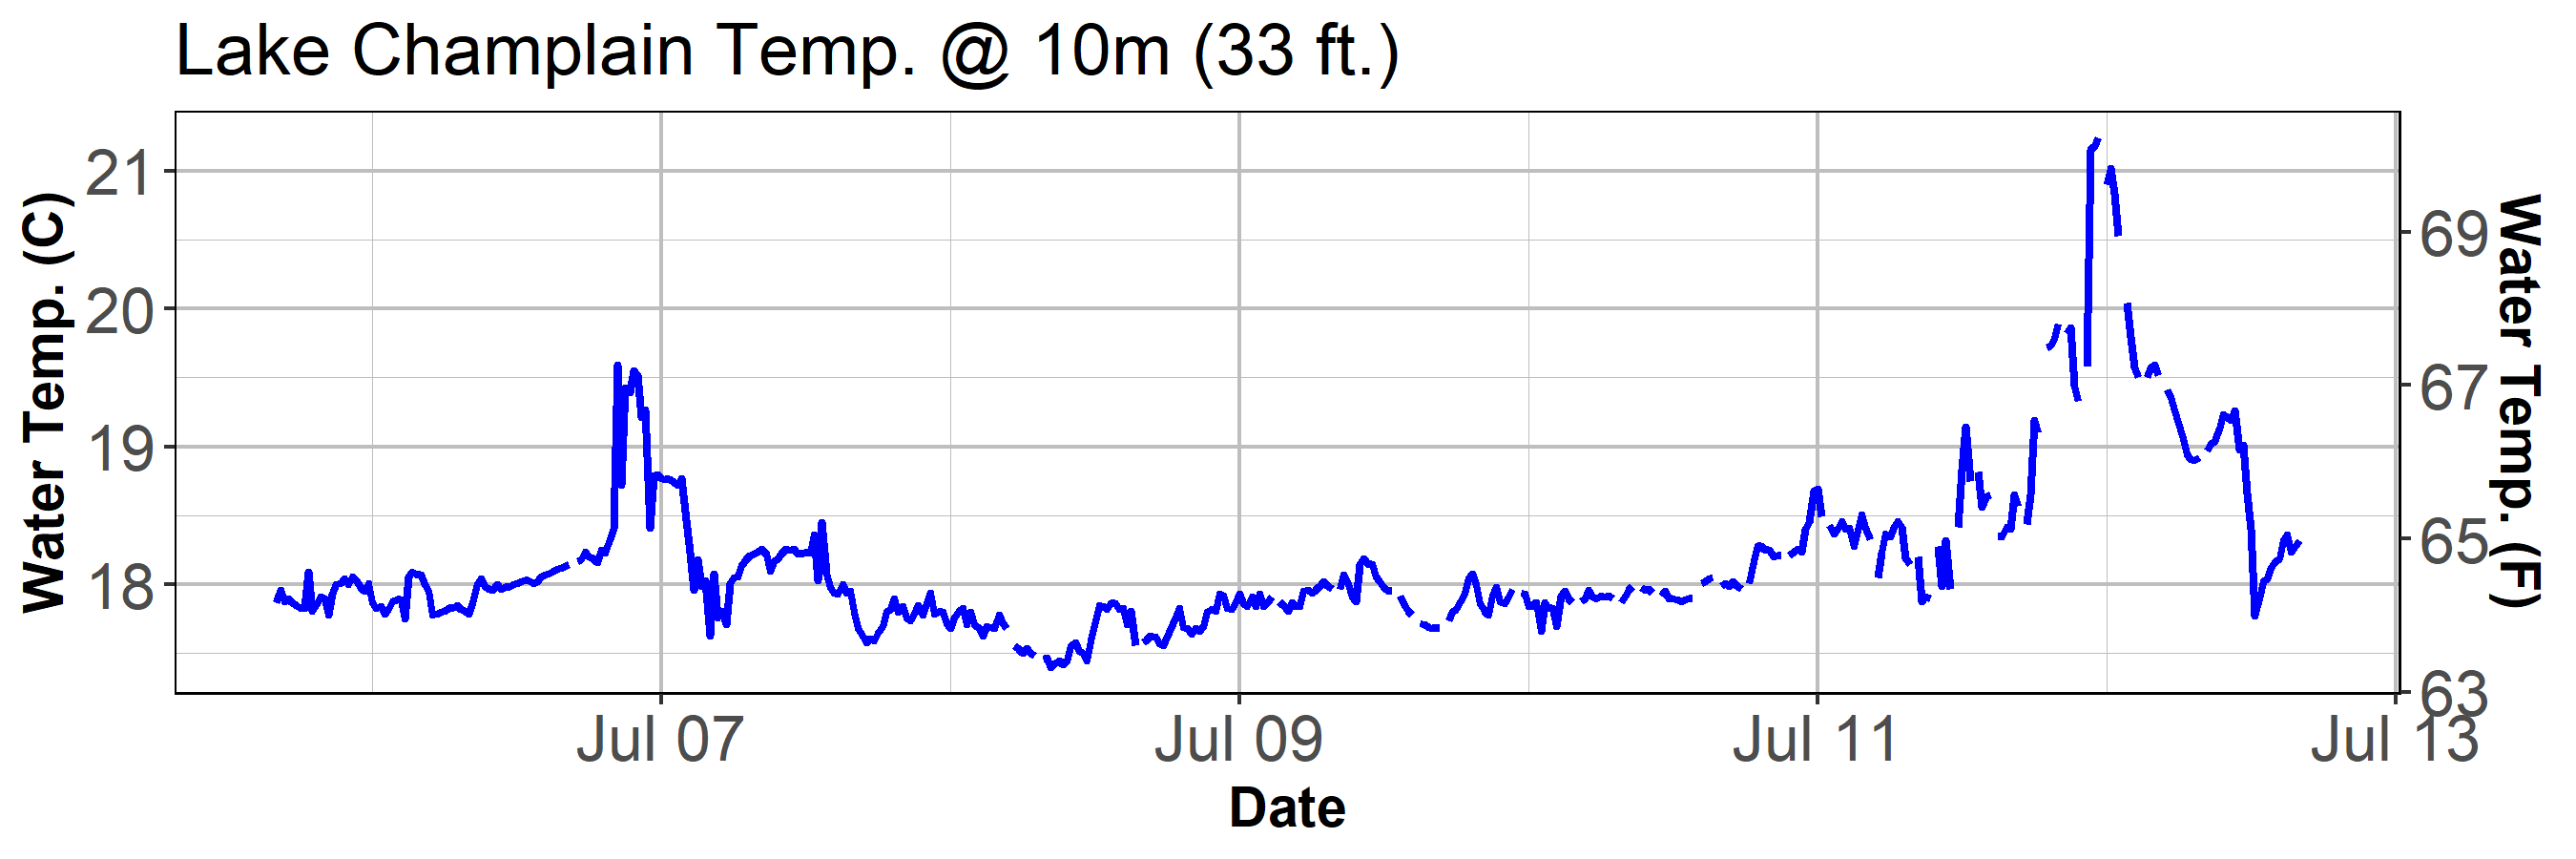 Lake Champlain Temp. @ 10m (33 ft.)
Water Temp. (C)
21
20
19
18
69
67
65
63
Water Temp. (F)
Jul 07
Jul 09
Jul 11
Jul 13
Date